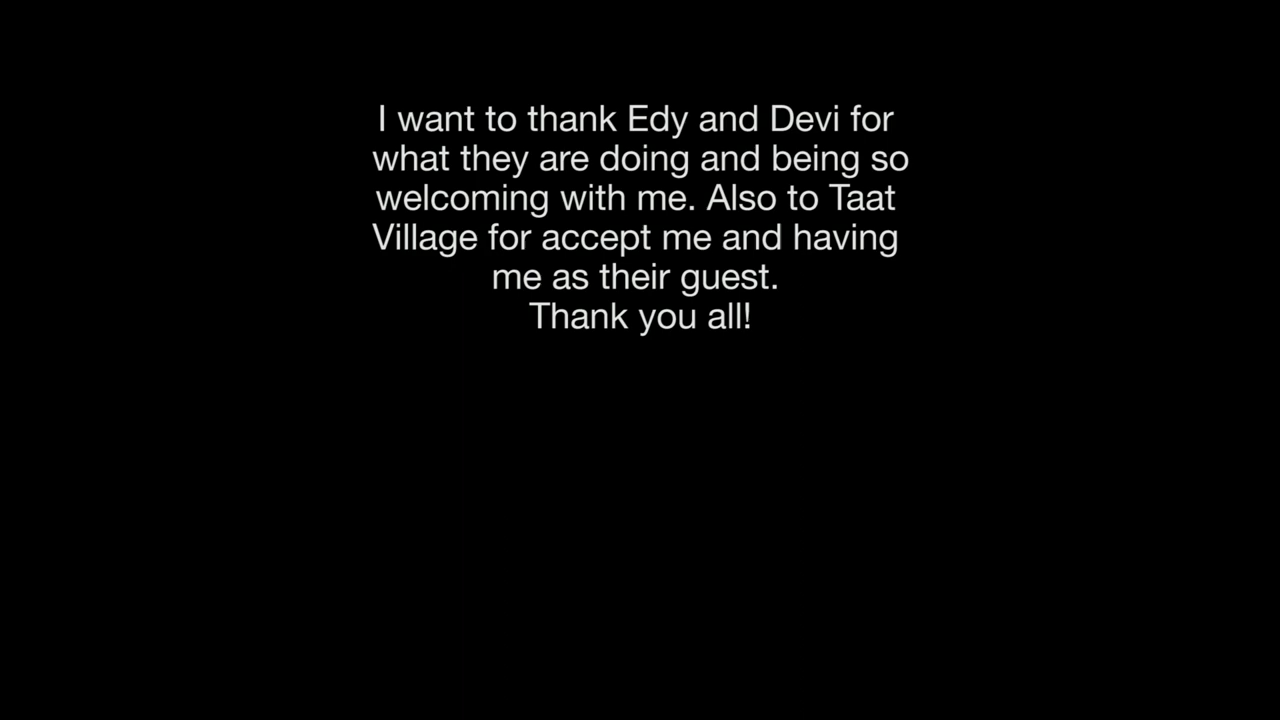 I want to thank Edy and Devi for
what they are doing and being so
welcoming with me. Also to Taat
Village for accept me and having
me as their guest.
Thank you all!